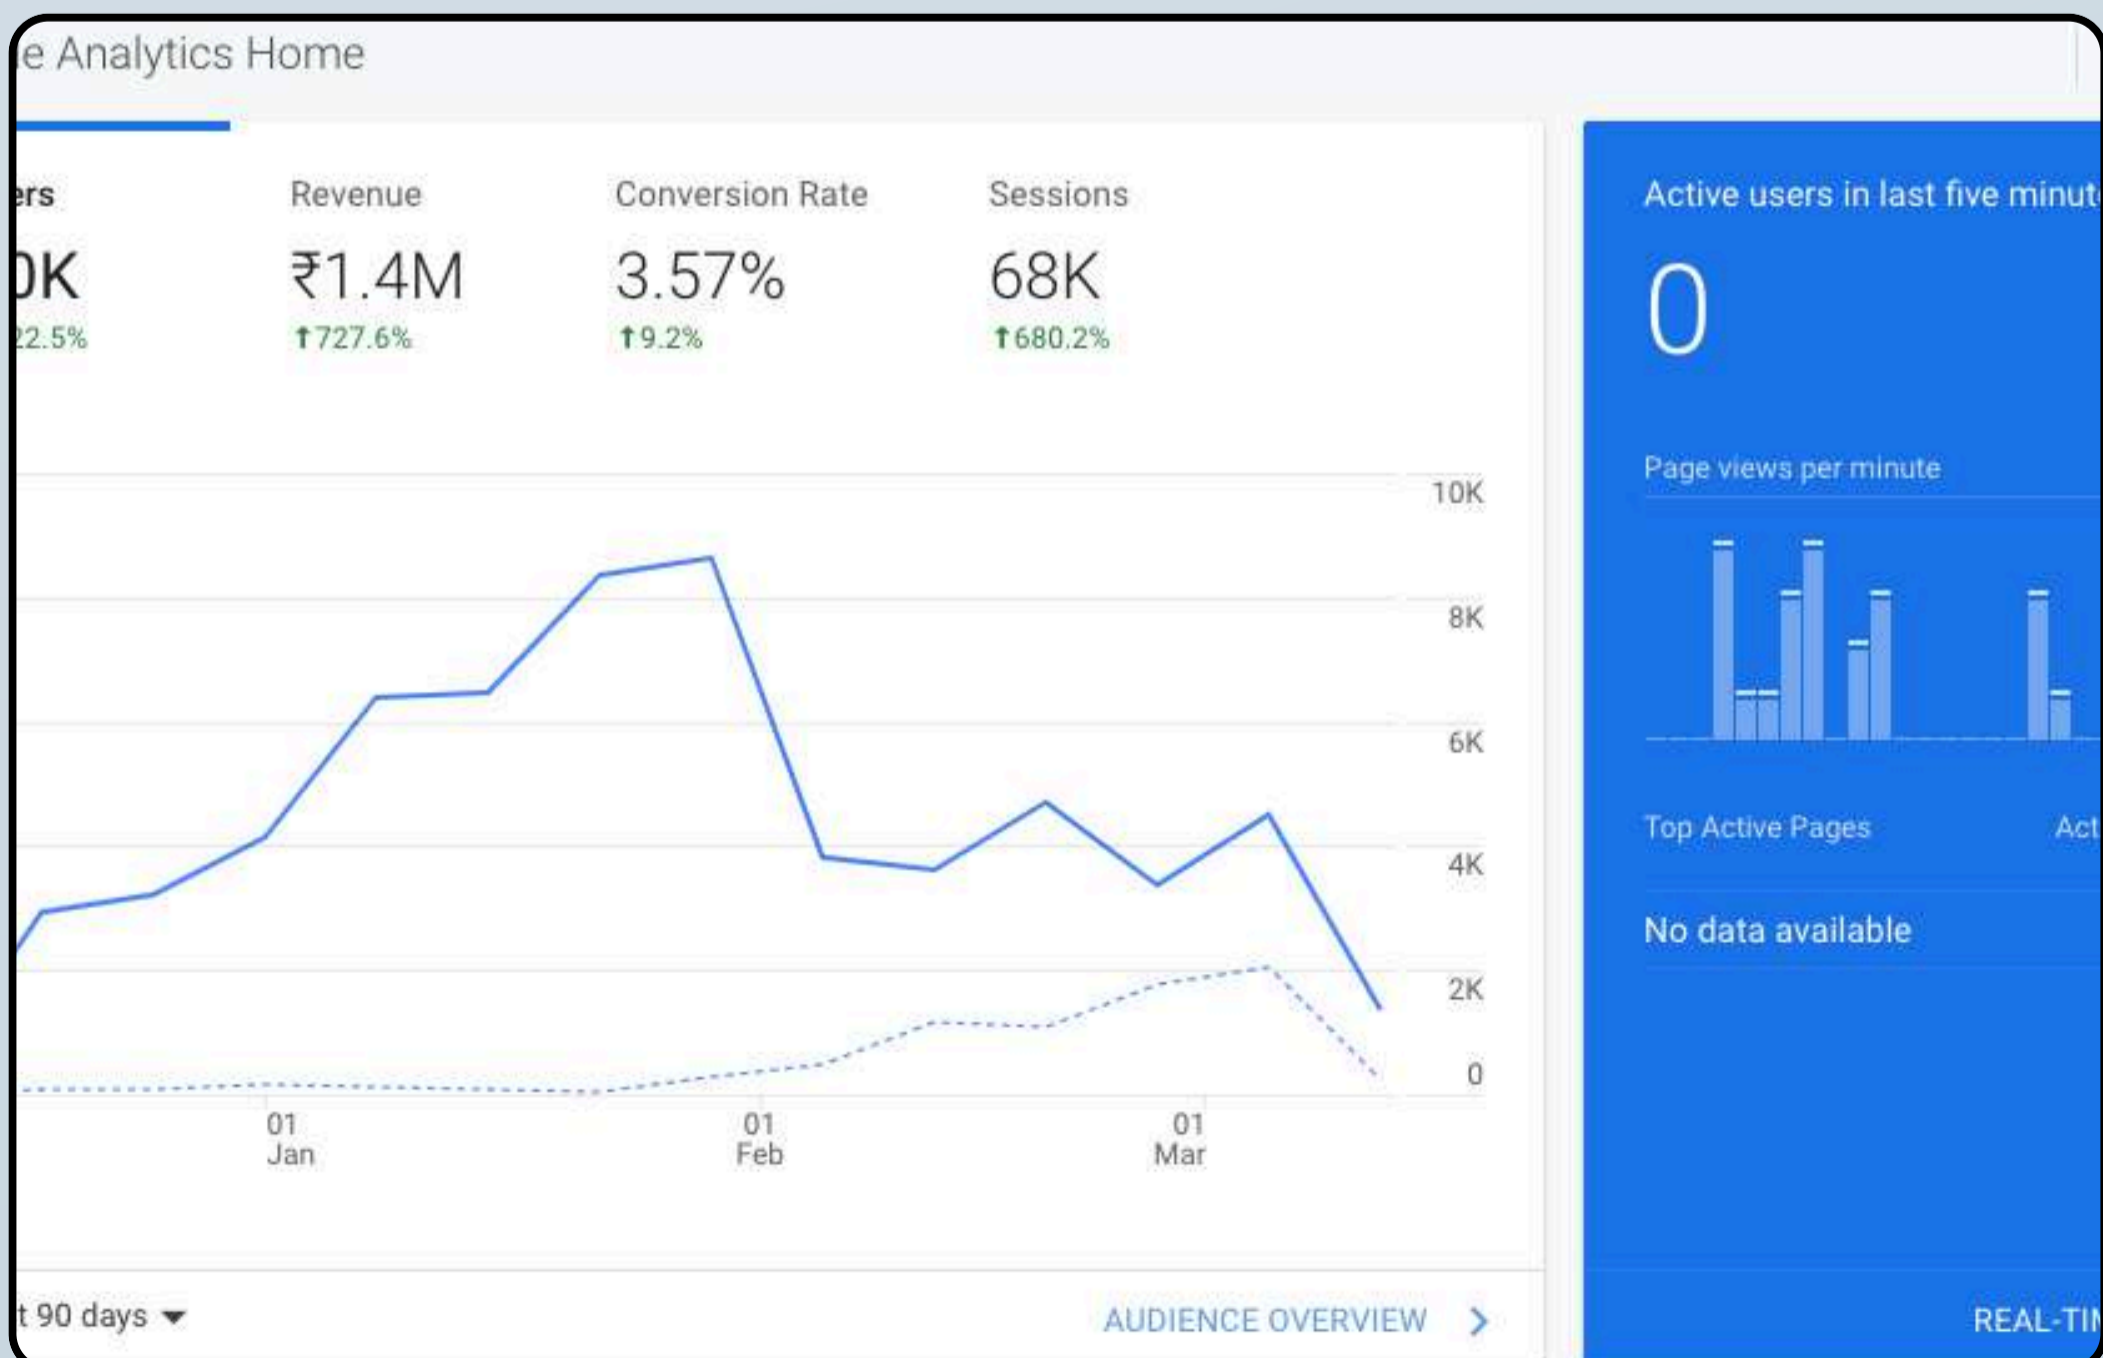 le Analytics Home
ers
0K
22.5%
Revenue
₹1.4M
↑727.6%
Conversion Rate
3.57%
↑9.2%
Sessions
68K
↑680.2%
10K
8K
6K
4K
2K
0
01
Jan
01
Feb
01
Mar
t 90 days
AUDIENCE OVERVIEW
Active users in last five minut
0
Page views per minute
Top Active Pages
Act
No data available
REAL-TI